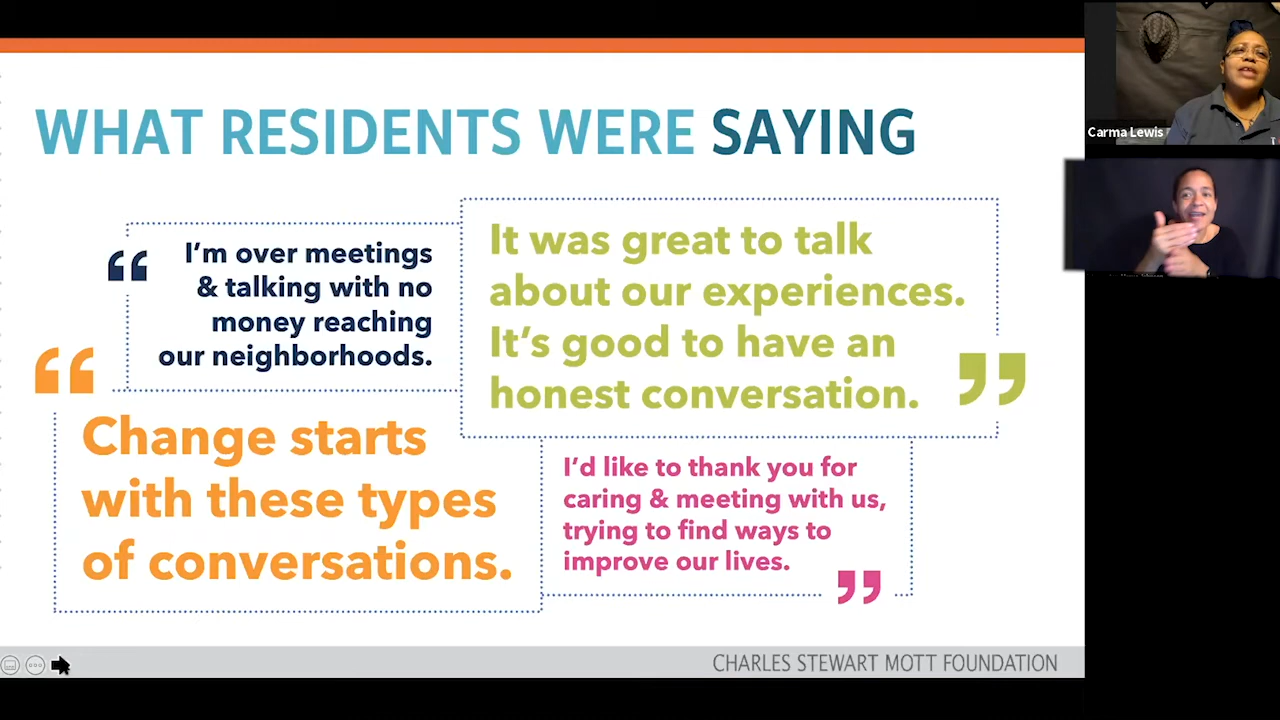 WHAT RESIDENTS WERE SAYING
“ I’m over meetings
& talking with no
money reaching
our neighborhoods.
It was great to talk
about our experiences.
It’s good to have an
honest conversation. ”
“ Change starts
with these types
of conversations.
I’d like to thank you for
caring & meeting with us,
trying to find ways to
improve our lives. ”
CHARLES STEWART MOTT FOUNDATION
Carma Lewis